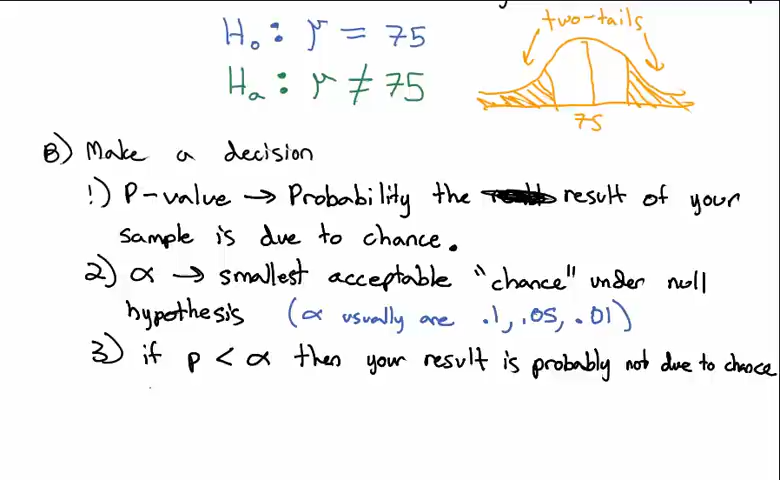 two-tails
H₀: μ = 75
Hₐ: μ ≠ 75
75
B) Make a decision
1.) P-value → Probability the result of your
sample is due to chance.
2.) α → smallest acceptable "chance" under null
hypothesis (α usually are .1, .05, .01)
3.) if p < α then your result is probably not due to chance